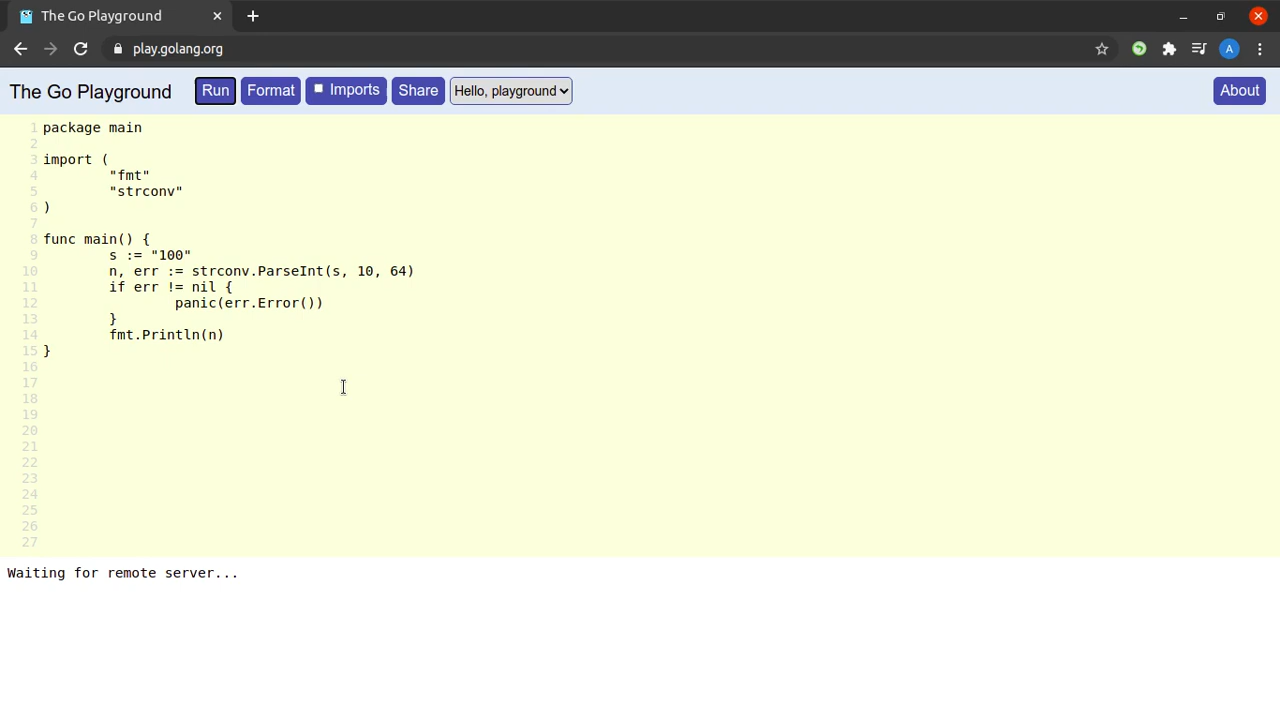 The Go Playground
play.golang.org
A
The Go Playground Run Format Imports Share Hello, playground About
1 package main
2
3 import (
4 "fmt"
5 "strconv"
6 )
7
8 func main() {
9 s := "100"
10 n, err := strconv.ParseInt(s, 10, 64)
11 if err != nil {
12 panic(err.Error())
13 }
14 fmt.Println(n)
15 }
16
17
18
19
20
21
22
23
24
25
26
27
Waiting for remote server...